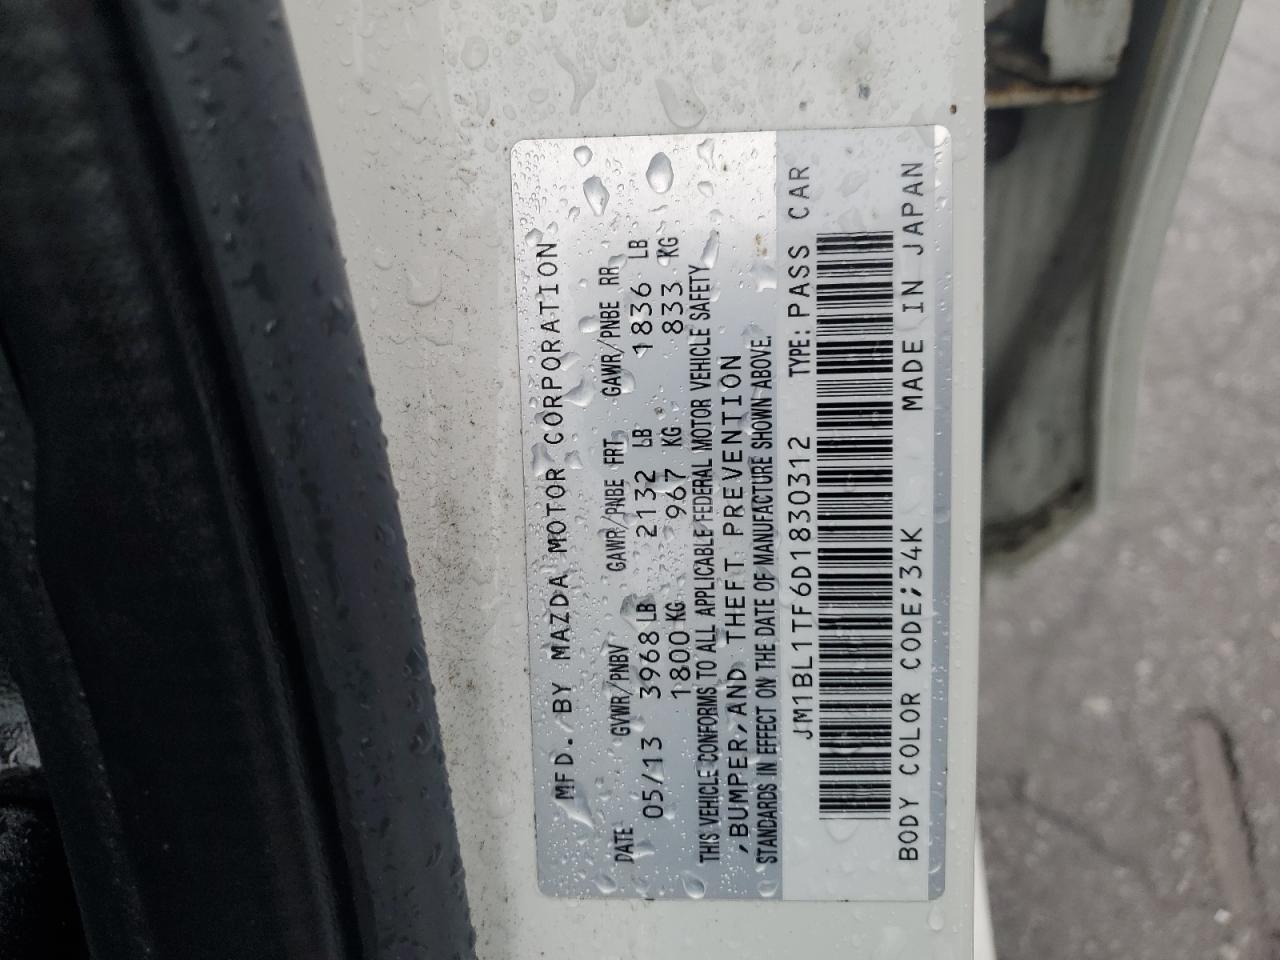 MFD. BY MAZDA MOTOR CORPORATION
DATE GVWR/PNBV GAWR/PNBE FRT GAWR/PNBE RR
05/13 3968 LB 2132 LB 1836 LB
1800 KG 967 KG 833 KG
THIS VEHICLE CONFORMS TO ALL APPLICABLE FEDERAL MOTOR VEHICLE SAFETY
,BUMPER,AND THEFT PREVENTION
STANDARDS IN EFFECT ON THE DATE OF MANUFACTURE SHOWN ABOVE.
JM1BL1TF6D1830312 TYPE: PASS CAR
BODY COLOR CODE;34K MADE IN JAPAN